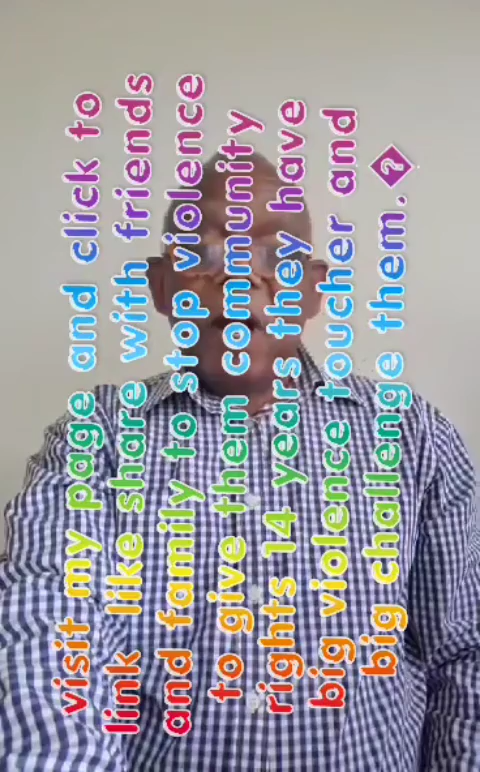 visit my page and click to
link like share with friends
and family to stop violence
to give them community
rights 14 years they have
big violence toucher and
big challenge them.�